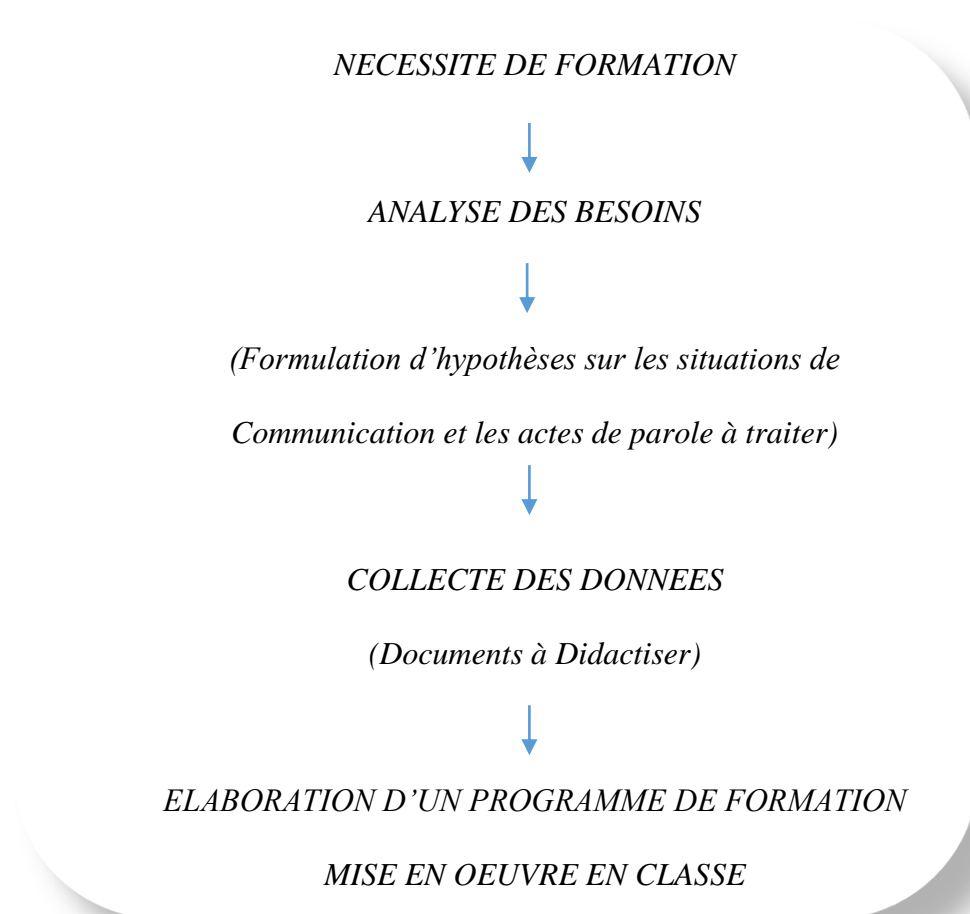 NECESSITE DE FORMATION
ANALYSE DES BESOINS
(Formulation d’hypothèses sur les situations de
Communication et les actes de parole à traiter)
COLLECTE DES DONNEES
(Documents à Didactiser)
ELABORATION D’UN PROGRAMME DE FORMATION
MISE EN OEUVRE EN CLASSE